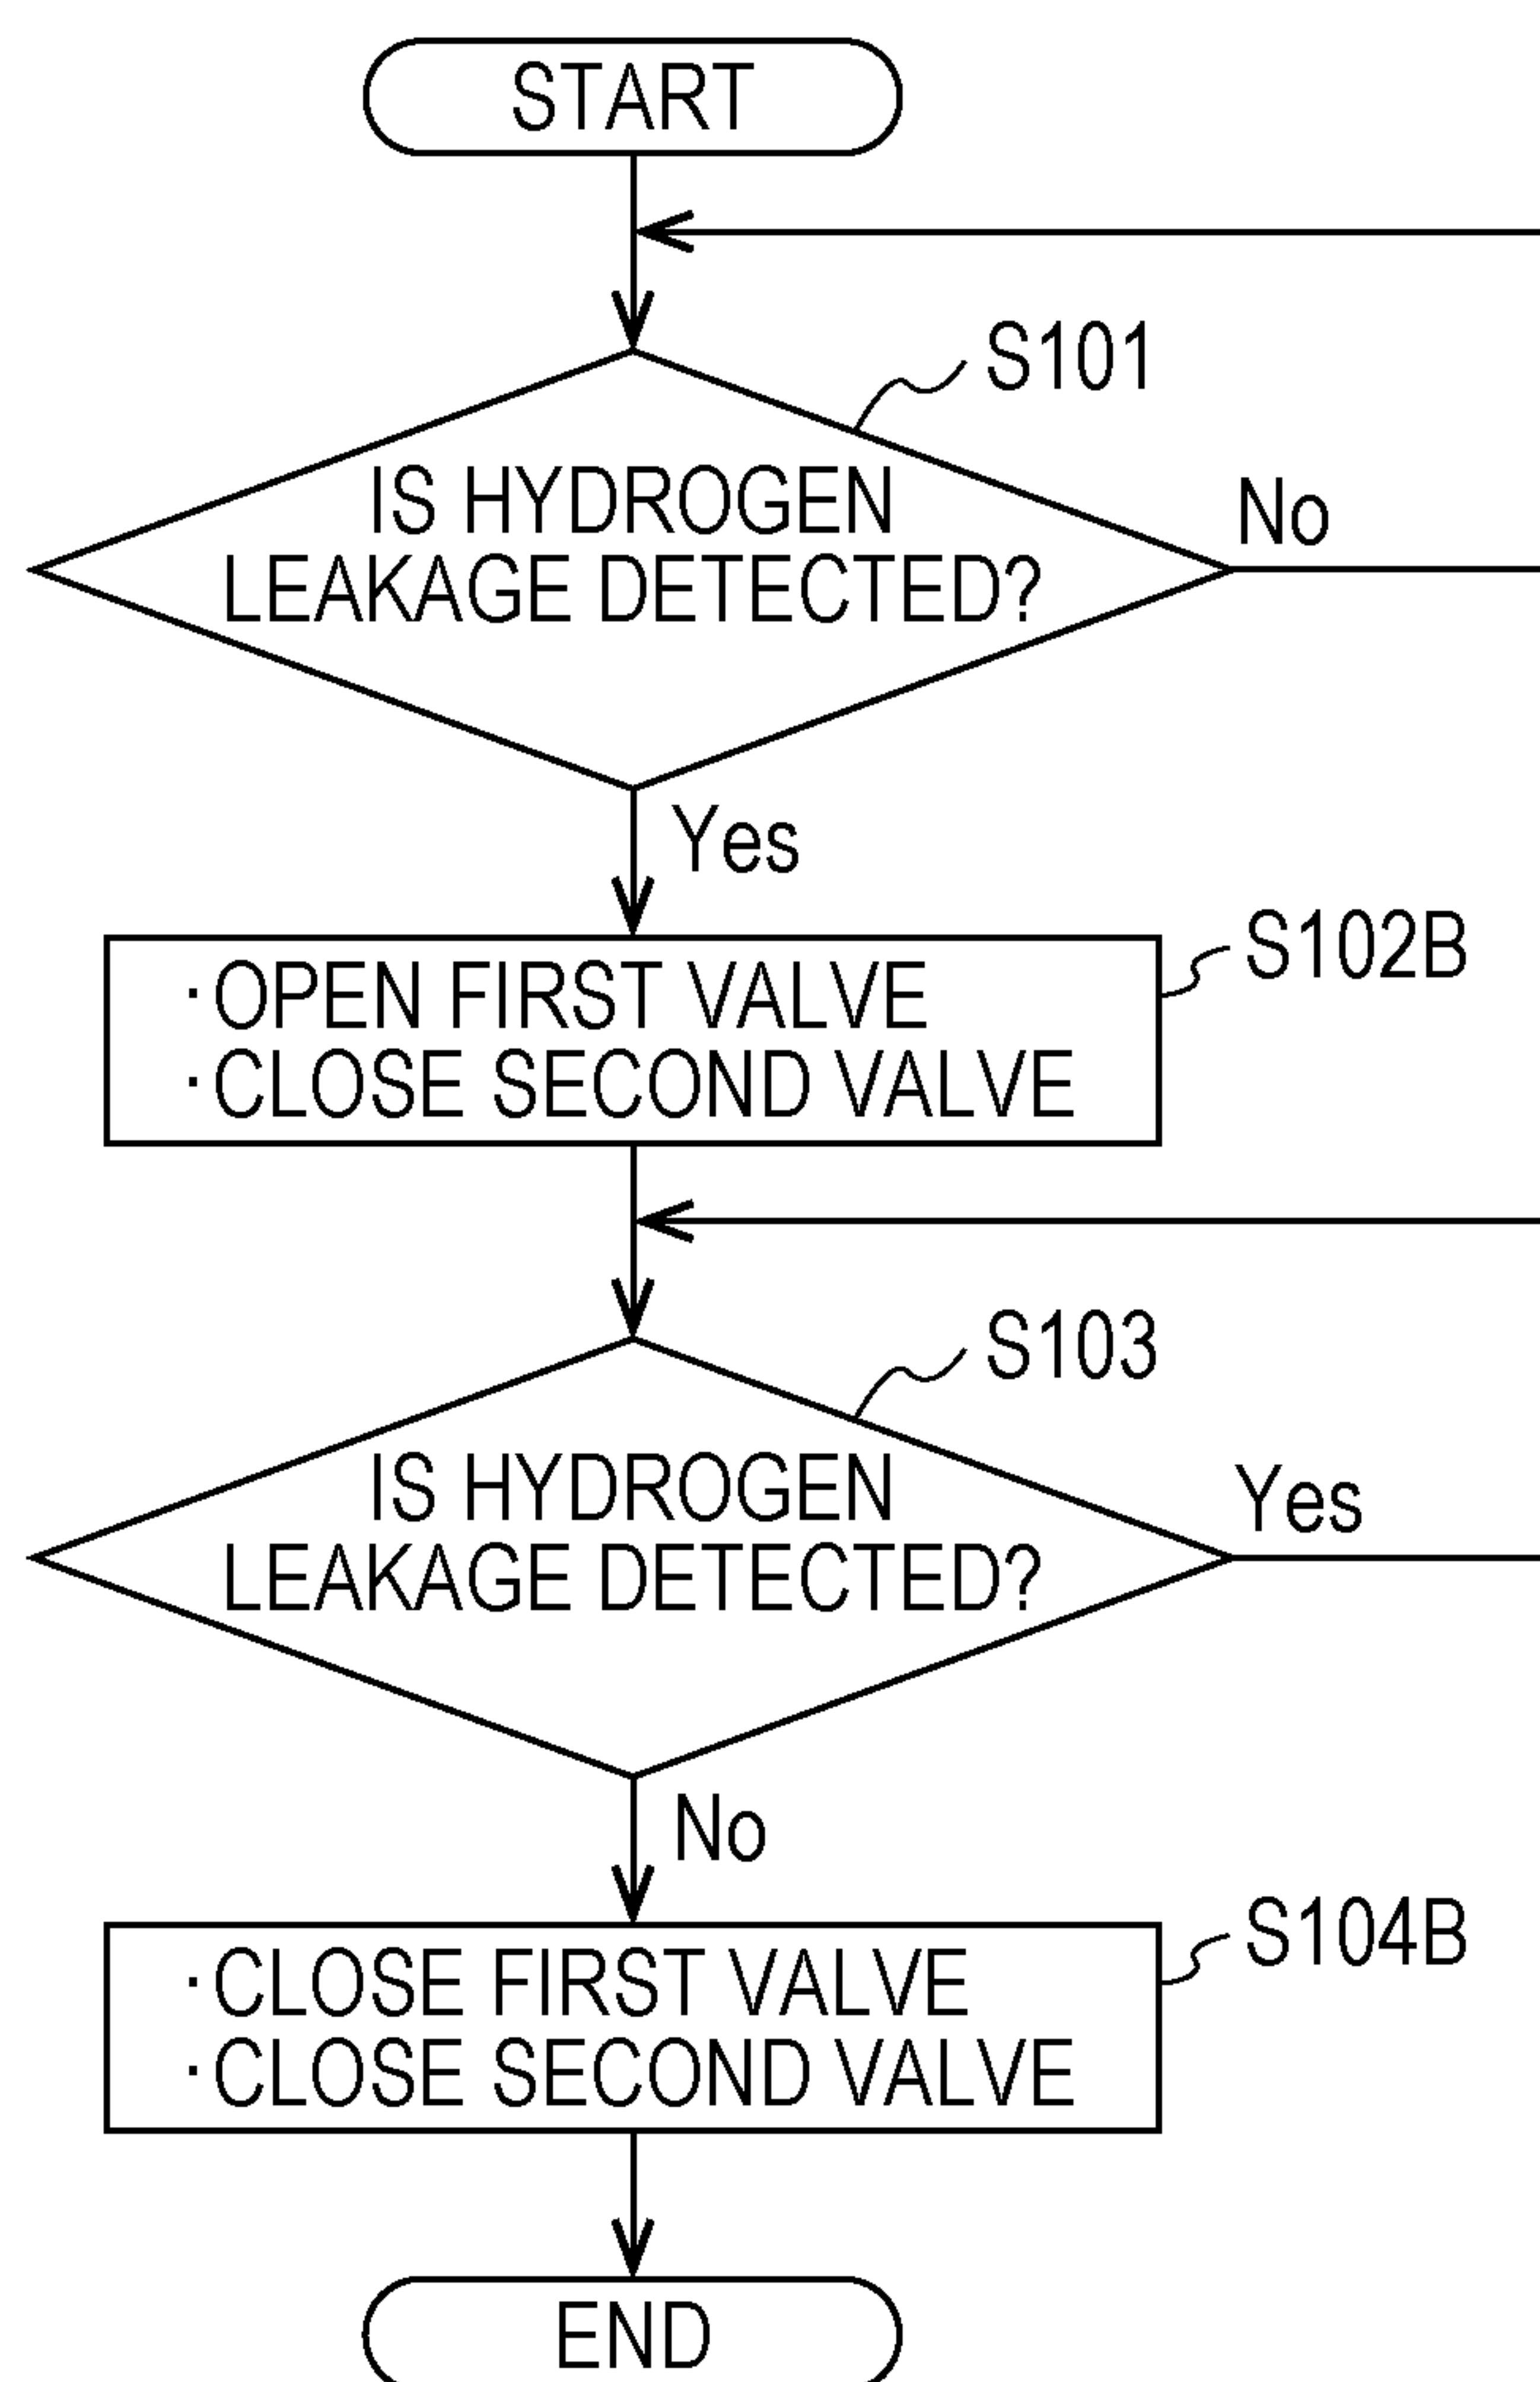 START
S101
IS HYDROGEN
LEAKAGE DETECTED?
No
Yes
S102B
·OPEN FIRST VALVE
·CLOSE SECOND VALVE
S103
IS HYDROGEN
LEAKAGE DETECTED?
Yes
No
S104B
·CLOSE FIRST VALVE
·CLOSE SECOND VALVE
END